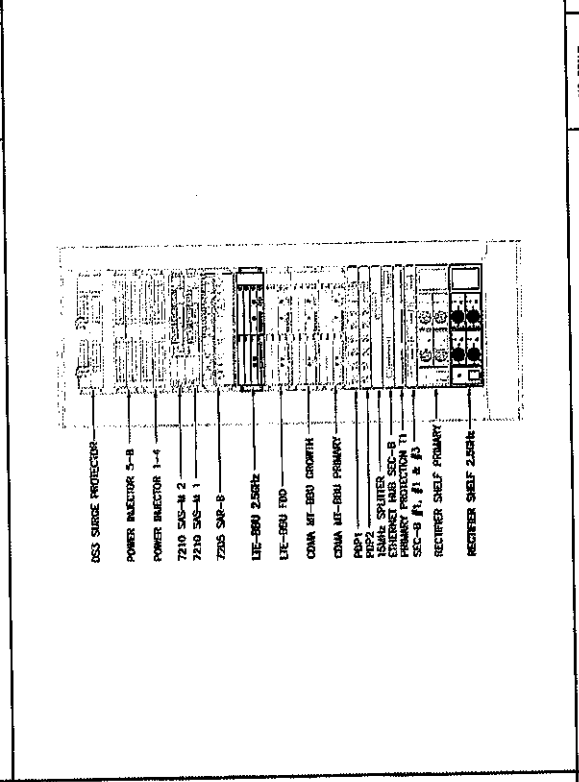 DS3 SURGE PROTECTOR
POWER INJECTOR 5-8
POWER INJECTOR 1-4
7210 SAS-M 2
7210 SAS-M 1
7205 SAR-8
LTE-BBU 2.5GHz
LTE-BBU FDD
CDMA MT-BBU GROWTH
CDMA MT-BBU PRIMARY
PDP1
PDP2
15MHz SPLITTER
ETHERNET HUB SEC-B
PRIMARY PROTECTION T1
SEC-B #1, #1 & #3
RECTIFIER SHELF PRIMARY
RECTIFIER SHELF 2.5GHz